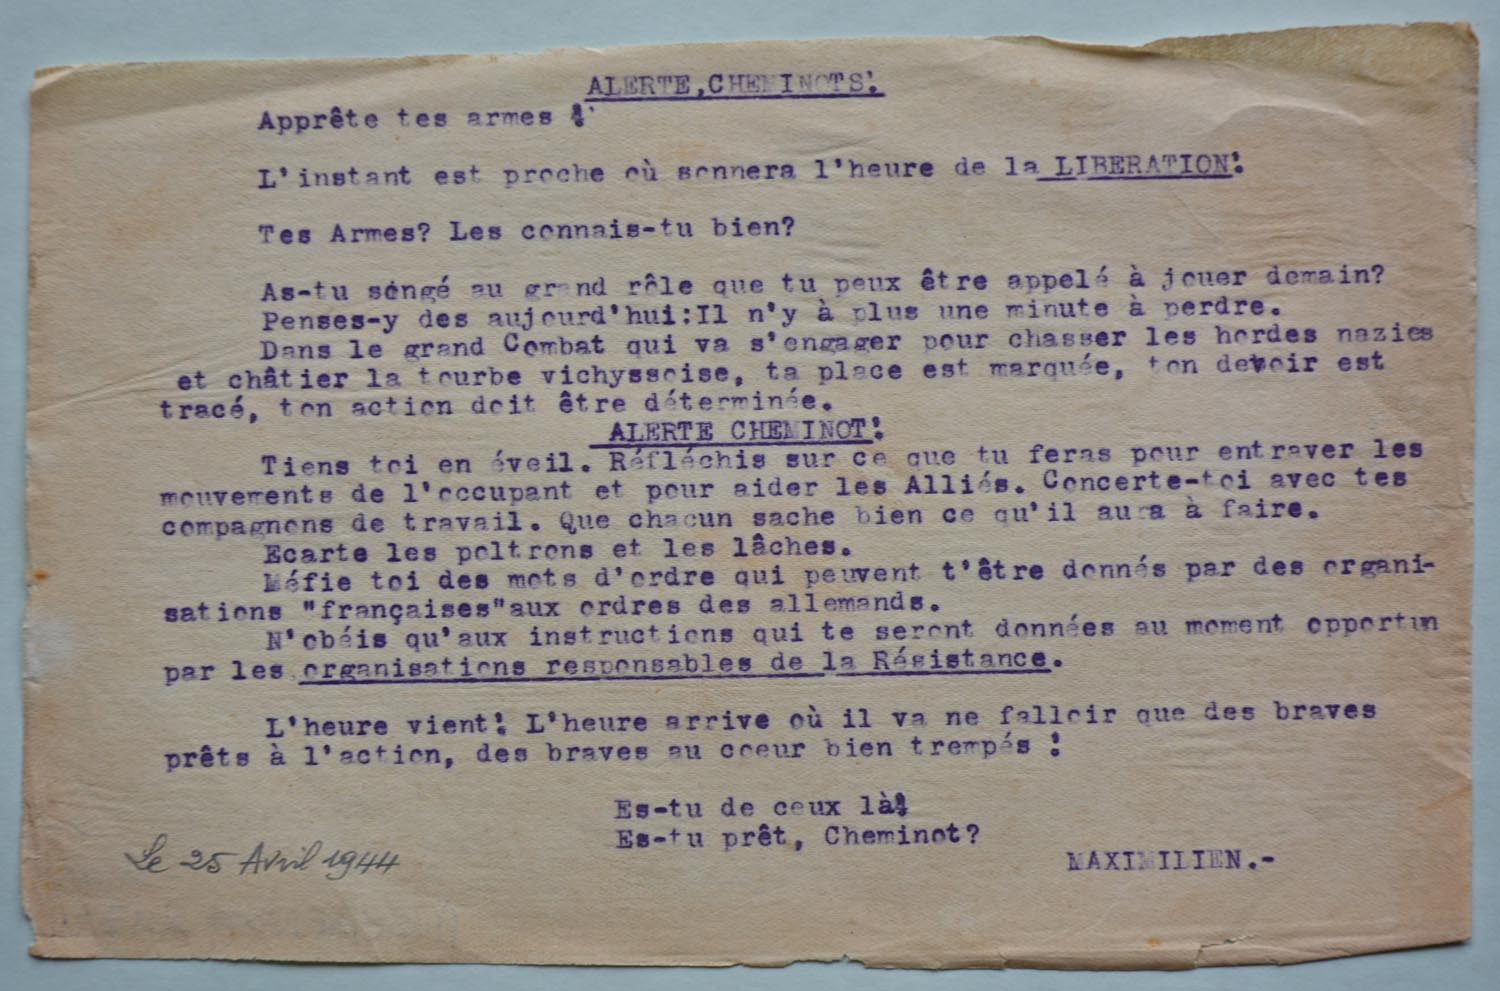 ALERTE, CHEMINOTS!
Apprête tes armes !
L'instant est proche où sonnera l'heure de la LIBERATION!
Tes Armes? Les connais-tu bien?
As-tu songé au grand rôle que tu peux être appelé à jouer demain?
Penses-y des aujourd'hui:Il n'y à plus une minute à perdre.
Dans le grand Combat qui va s'engager pour chasser les hordes nazies
et châtier la tourbe vichyssoise, ta place est marquée, ton devoir est
tracé, ton action doit être déterminée.
ALERTE CHEMINOT!
Tiens toi en éveil. Réfléchis sur ce que tu feras pour entraver les
mouvements de l'occupant et pour aider les Alliés. Concerte-toi avec tes
compagnons de travail. Que chacun sache bien ce qu'il aura à faire.
Ecarte les poltrons et les lâches.
Méfie toi des mots d'ordre qui peuvent t'être donnés par des organi-
sations "françaises"aux ordres des allemands.
N'obéis qu'aux instructions qui te seront données au moment opportun
par les organisations responsables de la Résistance.
L'heure vient! L'heure arrive où il va ne falloir que des braves
prêts à l'action, des braves au coeur bien trempés !
Es-tu de ceux là!
Es-tu prêt, Cheminot?
Le 25 Avril 1944
MAXIMILIEN.-